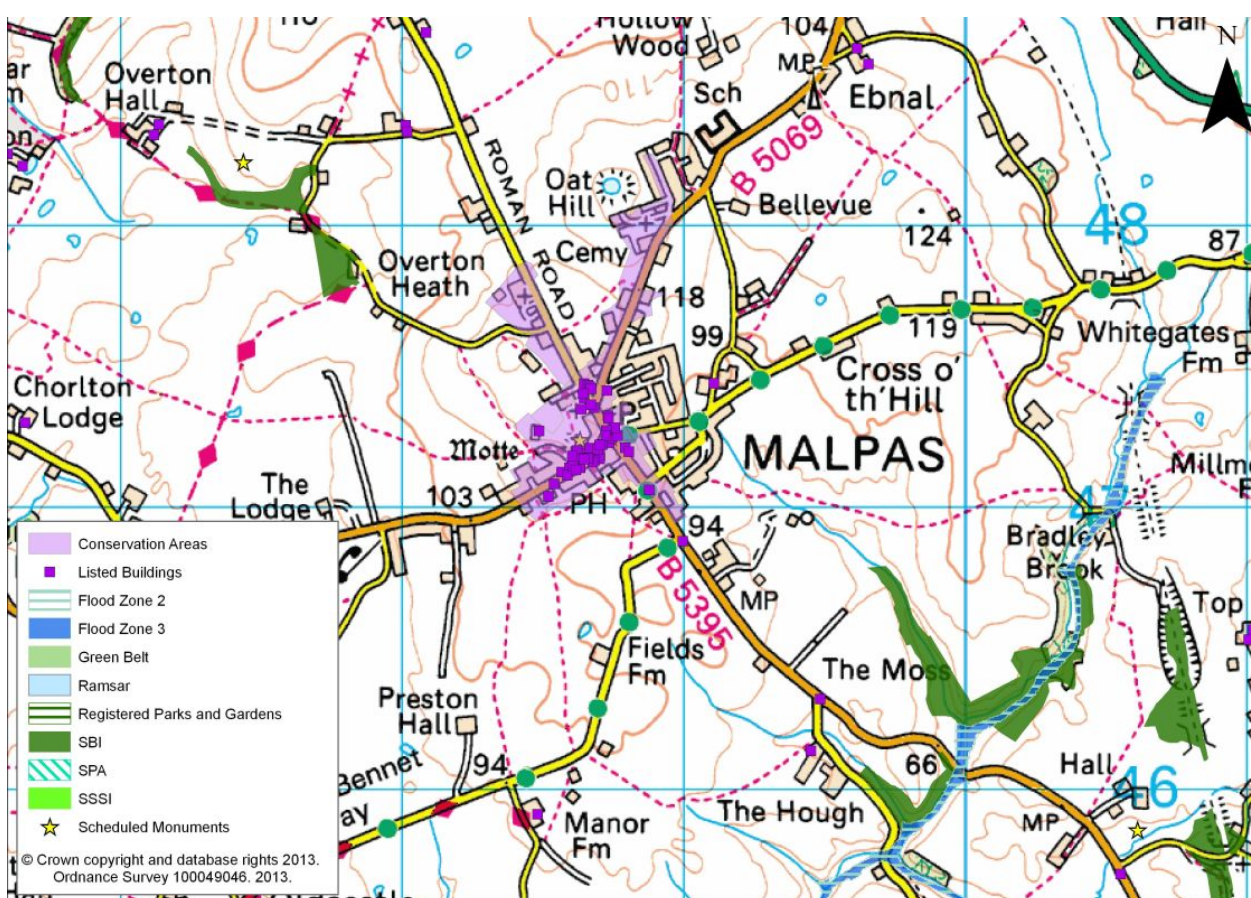 110
Hollow
Wood
104
Hall
N
Overton
Hall
MP
Ebnal
Sch
110
B 5069
ROMAN
ROAD
Oat
Hill
Bellevue
Cemy
124
48
87
Overton
Heath
118
99
119
Whitegates
Fm
Cross o'
th'Hill
Chorlton
Lodge
P
Motte
MALPAS
The
Lodge
103
PH
94
47
Bradley
Brook
MP
Top
B 5395
Fields
Fm
The Moss
Preston
Hall
94
Bennet
66
Hall
46
The Hough
MP
Manor
Fm
Conservation Areas
Listed Buildings
Flood Zone 2
Flood Zone 3
Green Belt
Ramsar
Registered Parks and Gardens
SBI
SPA
SSSI
Scheduled Monuments
© Crown copyright and database rights 2013.
Ordnance Survey 100049046. 2013.